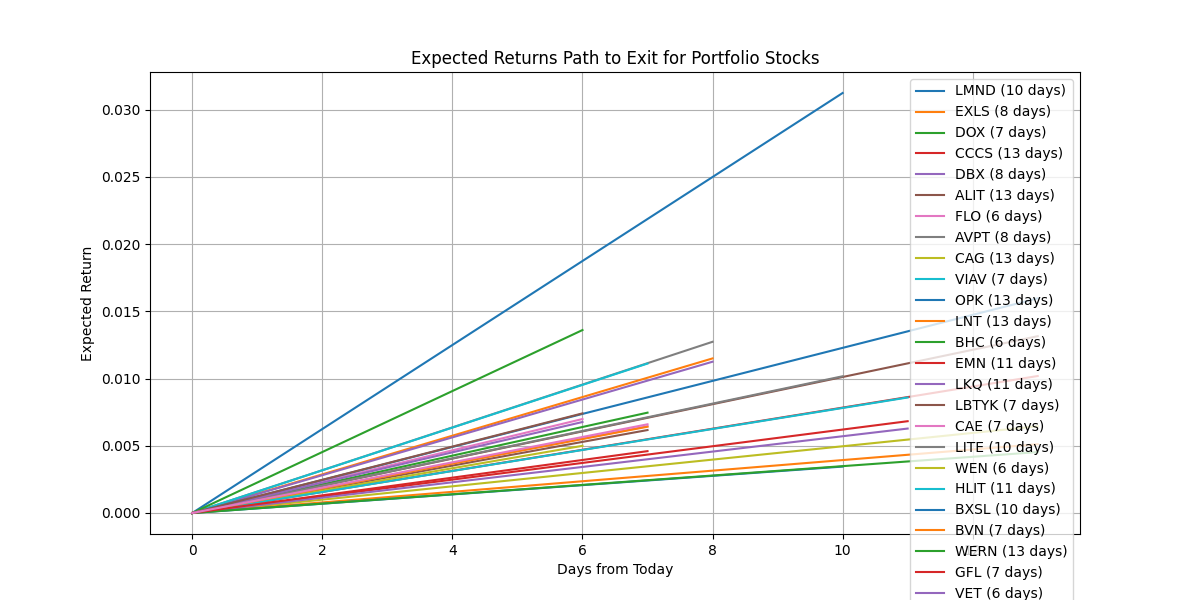 Expected Returns Path to Exit for Portfolio Stocks
Expected Return
0.030
0.025
0.020
0.015
0.010
0.005
0.000
0 2 4 6 8 10
Days from Today
LMND (10 days)
EXLS (8 days)
DOX (7 days)
CCCS (13 days)
DBX (8 days)
ALIT (13 days)
FLO (6 days)
AVPT (8 days)
CAG (13 days)
VIAV (7 days)
OPK (13 days)
LNT (13 days)
BHC (6 days)
EMN (11 days)
LKQ (11 days)
LBTYK (7 days)
CAE (7 days)
LITE (10 days)
WEN (6 days)
HLIT (11 days)
BXSL (10 days)
BVN (7 days)
WERN (13 days)
GFL (7 days)
VET (6 days)